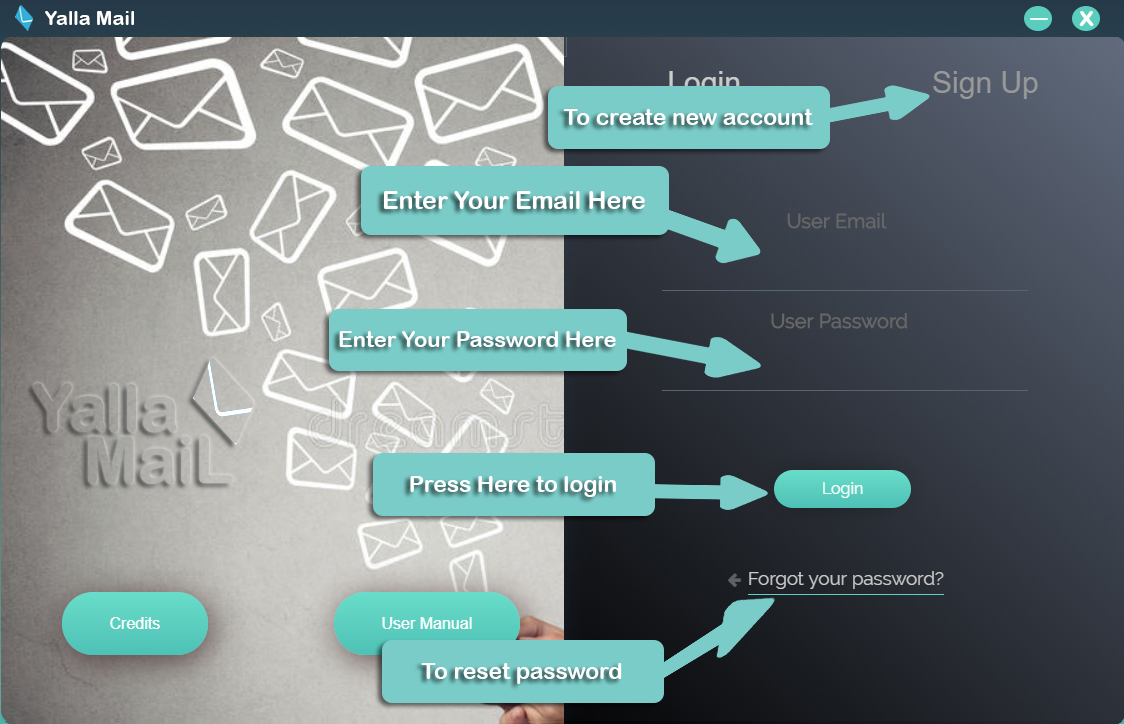 Yalla Mail
X
Login
Sign Up
To create new account
Enter Your Email Here
User Email
Enter Your Password Here
User Password
Yalla
MaiL
dreamst
Press Here to login
Login
Forgot your password?
Credits
User Manual
To reset password